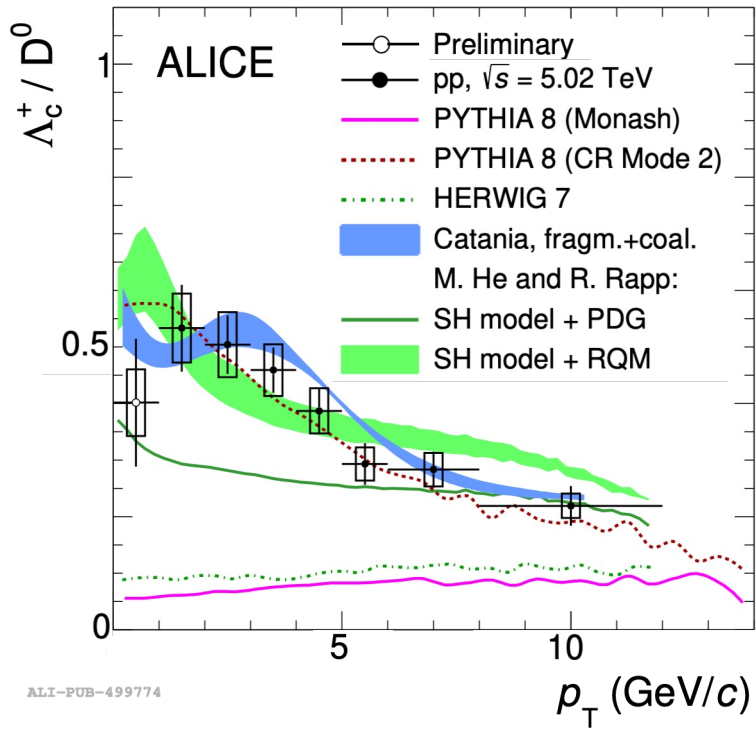 ALICE
Preliminary
pp, √s = 5.02 TeV
PYTHIA 8 (Monash)
PYTHIA 8 (CR Mode 2)
HERWIG 7
Catania, fragm.+coal.
M. He and R. Rapp:
SH model + PDG
SH model + RQM
Λc+ / D0
1
0.5
0
5
10
pT (GeV/c)
ALI-PUB-499774